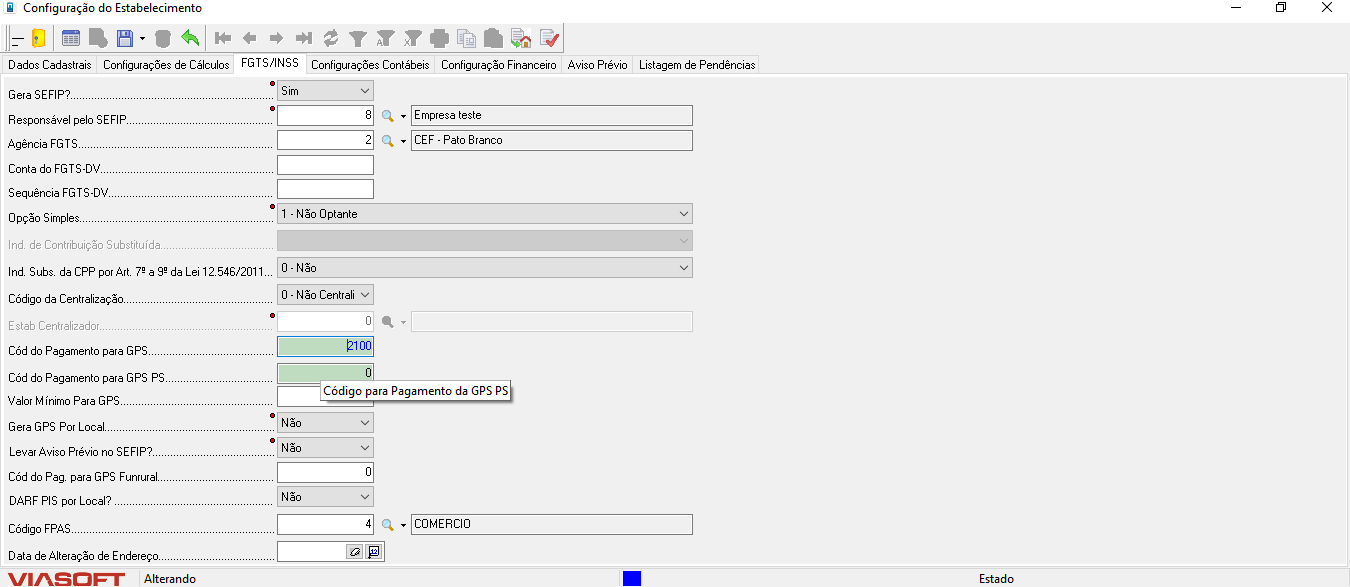 Configuração do Estabelecimento
Dados Cadastrais Configurações de Cálculos FGTS/INSS Configurações Contábeis Configuração Financeiro Aviso Prévio Listagem de Pendências
Gera SEFIP? Sim
Responsável pelo SEFIP 8 Empresa teste
Agência FGTS 2 CEF - Pato Branco
Conta do FGTS-DV
Sequência FGTS-DV
Opção Simples 1 - Não Optante
Ind. de Contribuição Substituída
Ind. Subs. da CPP por Art. 7º a 9º da Lei 12.546/2011... 0 - Não
Código da Centralização 0 - Não Centrali
Estab Centralizador 0
Cód do Pagamento para GPS 2100
Cód do Pagamento para GPS PS 0
Código para Pagamento da GPS PS
Valor Mínimo Para GPS
Gera GPS Por Local Não
Levar Aviso Prévio no SEFIP? Não
Cód do Pag. para GPS Funrural 0
DARF PIS por Local? Não
Código FPAS 4 COMERCIO
Data de Alteração de Endereço 12
VIASOFT Alterando Estado